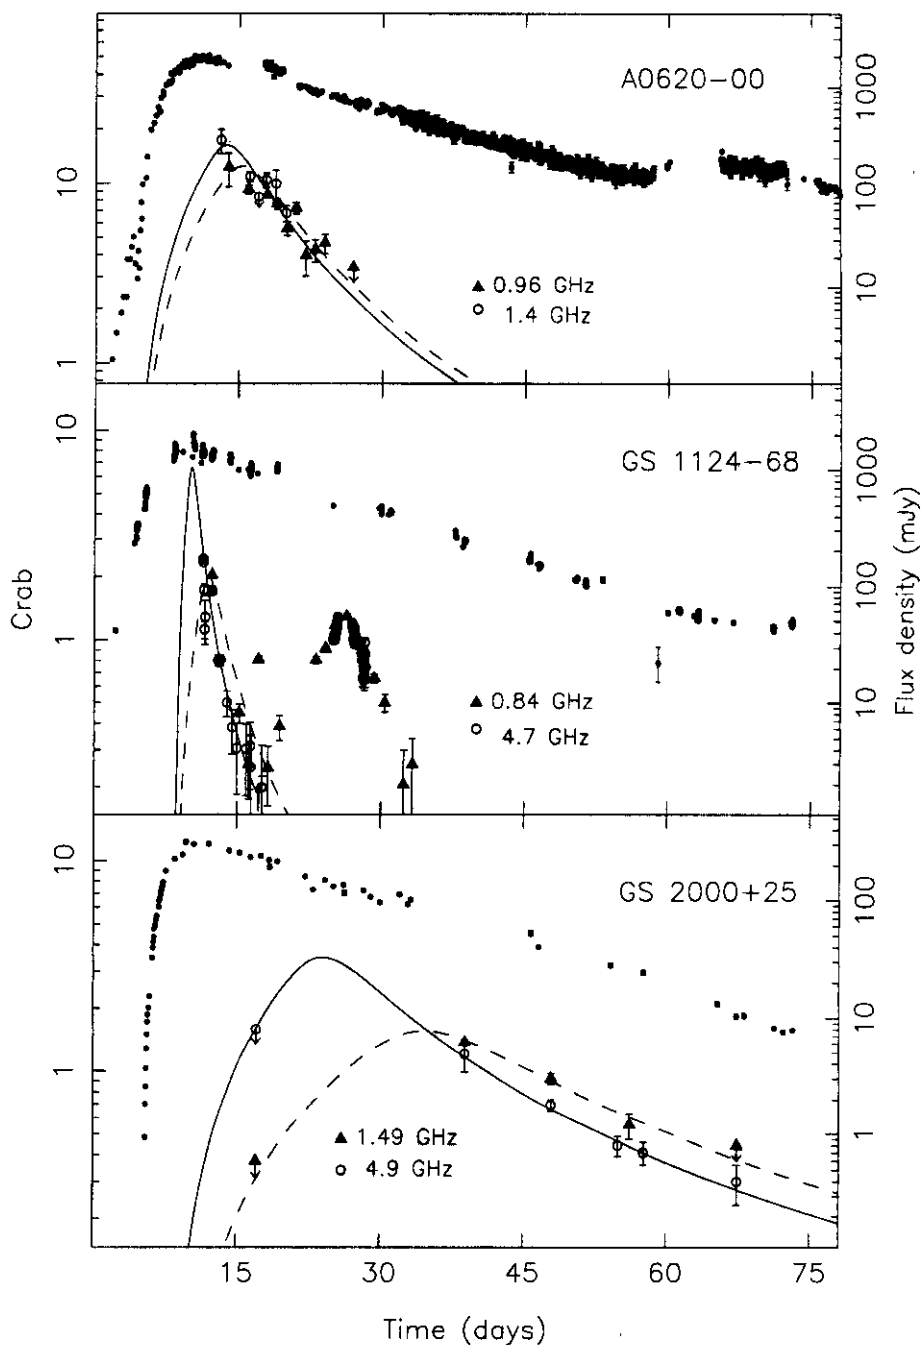 A0620-00
10
1
1000
100
10
0.96 GHz
1.4 GHz
GS 1124-68
10
1
1000
100
10
0.84 GHz
4.7 GHz
Crab
Flux density (mJy)
GS 2000+25
10
1
100
10
1
1.49 GHz
4.9 GHz
15
30
45
60
75
Time (days)